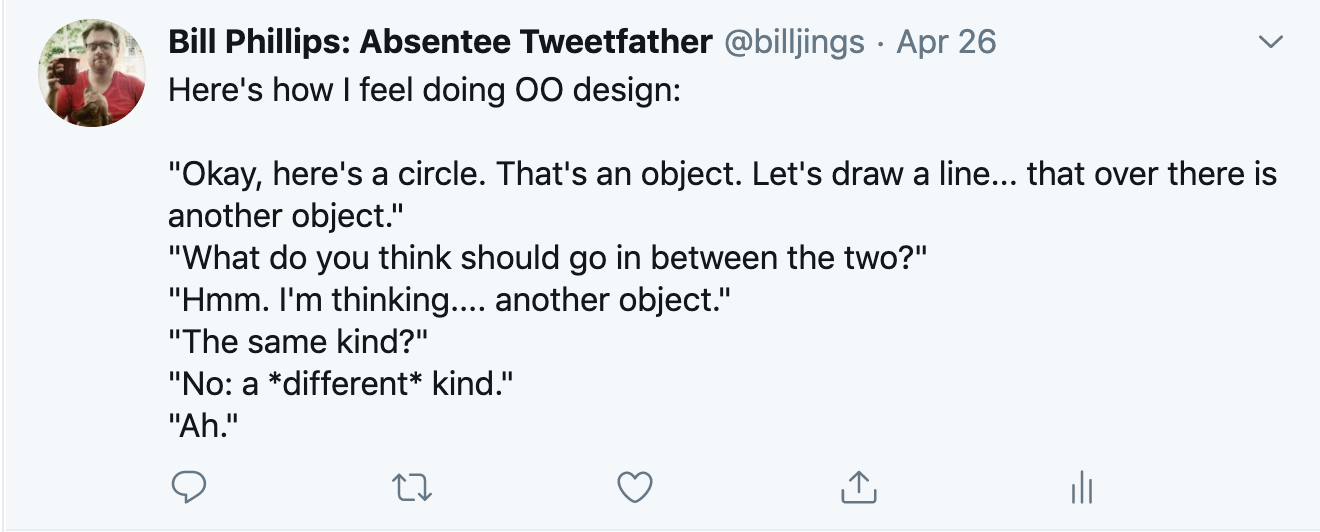 Bill Phillips: Absentee Tweetfather @billjings · Apr 26
Here's how I feel doing OO design:
"Okay, here's a circle. That's an object. Let's draw a line... that over there is
another object."
"What do you think should go in between the two?"
"Hmm. I'm thinking.... another object."
"The same kind?"
"No: a *different* kind."
"Ah."